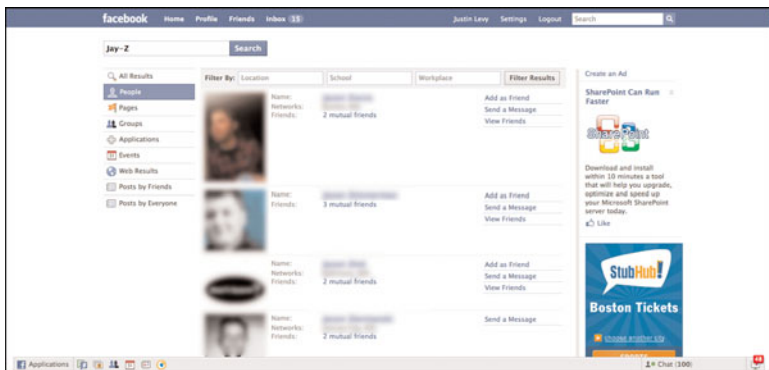 facebook Home Profile Friends Inbox 15 Justin Levy Settings Logout Search
Jay-Z Search
All Results
People
Pages
Groups
Applications
Events
Web Results
Posts by Friends
Posts by Everyone
Filter By: Location School Workplace Filter Results
Name:
Networks:
Friends: 2 mutual friends
Add as Friend
Send a Message
View Friends
Name:
Friends: 3 mutual friends
Add as Friend
Send a Message
View Friends
Name:
Networks:
Friends: 2 mutual friends
Add as Friend
Send a Message
View Friends
Name:
Networks:
Friends: 2 mutual friends
Send a Message
Create an Ad
SharePoint Can Run
Faster
SharePoint
Download and install
within 10 minutes a tool
that will help you upgrade,
optimize and speed up
your Microsoft SharePoint
server today.
Like
StubHub!
Boston Tickets
choose another city
SPORTS
Applications
Chat (100)